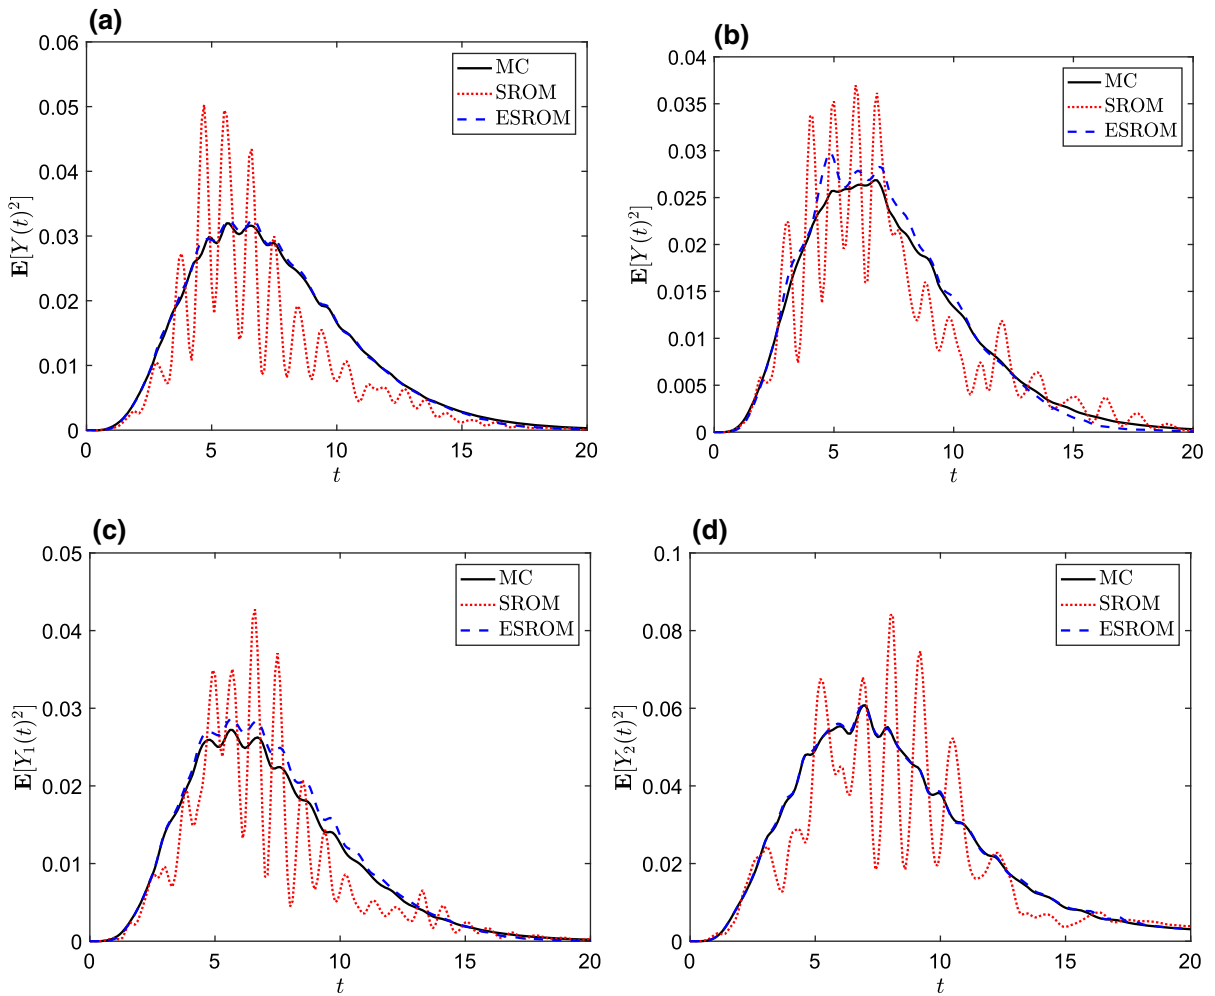 (a)
0.06
0.05
0.04
0.03
0.02
0.01
0
E[Y(t)²]
MC
SROM
ESROM
0 5 10 15 20
t
(b)
0.04
0.035
0.03
0.025
0.02
0.015
0.01
0.005
0
E[Y(t)²]
MC
SROM
ESROM
0 5 10 15 20
t
(c)
0.05
0.04
0.03
0.02
0.01
0
E[Y₁(t)²]
MC
SROM
ESROM
0 5 10 15 20
t
(d)
0.1
0.08
0.06
0.04
0.02
0
E[Y₂(t)²]
MC
SROM
ESROM
0 5 10 15 20
t